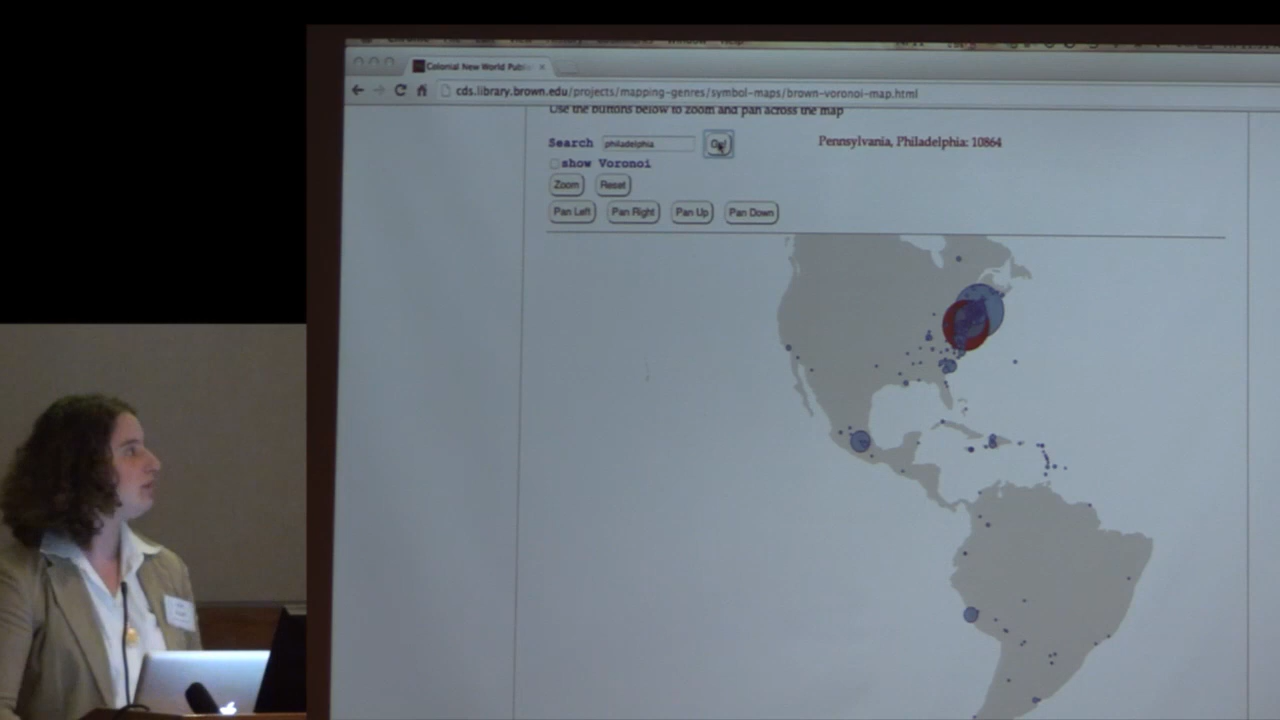 Colonial New World Publi
cds.library.brown.edu/projects/mapping-genres/symbol-maps/brown-voronoi-map.html
Use the buttons below to zoom and pan across the map
Search philadelphia Go! Pennsylvania, Philadelphia: 10864
show Voronoi
Zoom Reset
Pan Left Pan Right Pan Up Pan Down